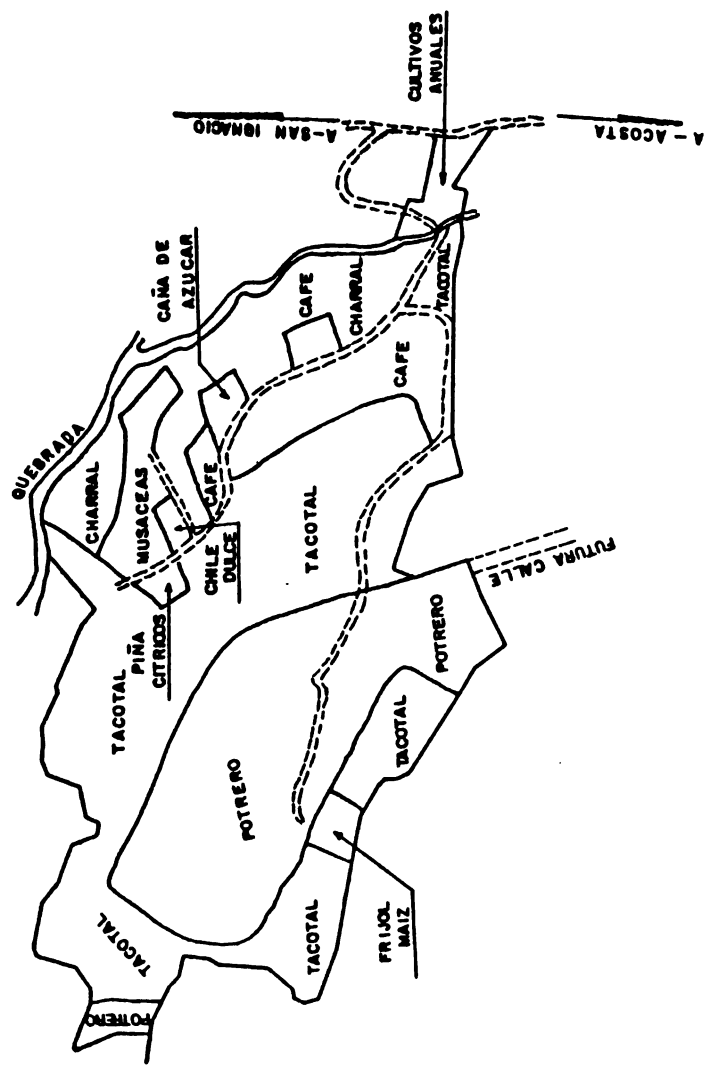 CULTIVOS
ANUALES
A-SAN IGNACIO
A-ACOSTA
CAÑA DE
AZUCAR
CAFE
CHARRAL
TACOTAL
CAFE
QUEBRADA
CHARRAL
MUSACEAS
CAFE
CHILE
DULCE
TACOTAL
FUTURA CALLE
PIÑA
CITRICOS
TACOTAL
POTRERO
TACOTAL
POTRERO
TACOTAL
FRIJOL
MAIZ
TACOTAL
POTRERO